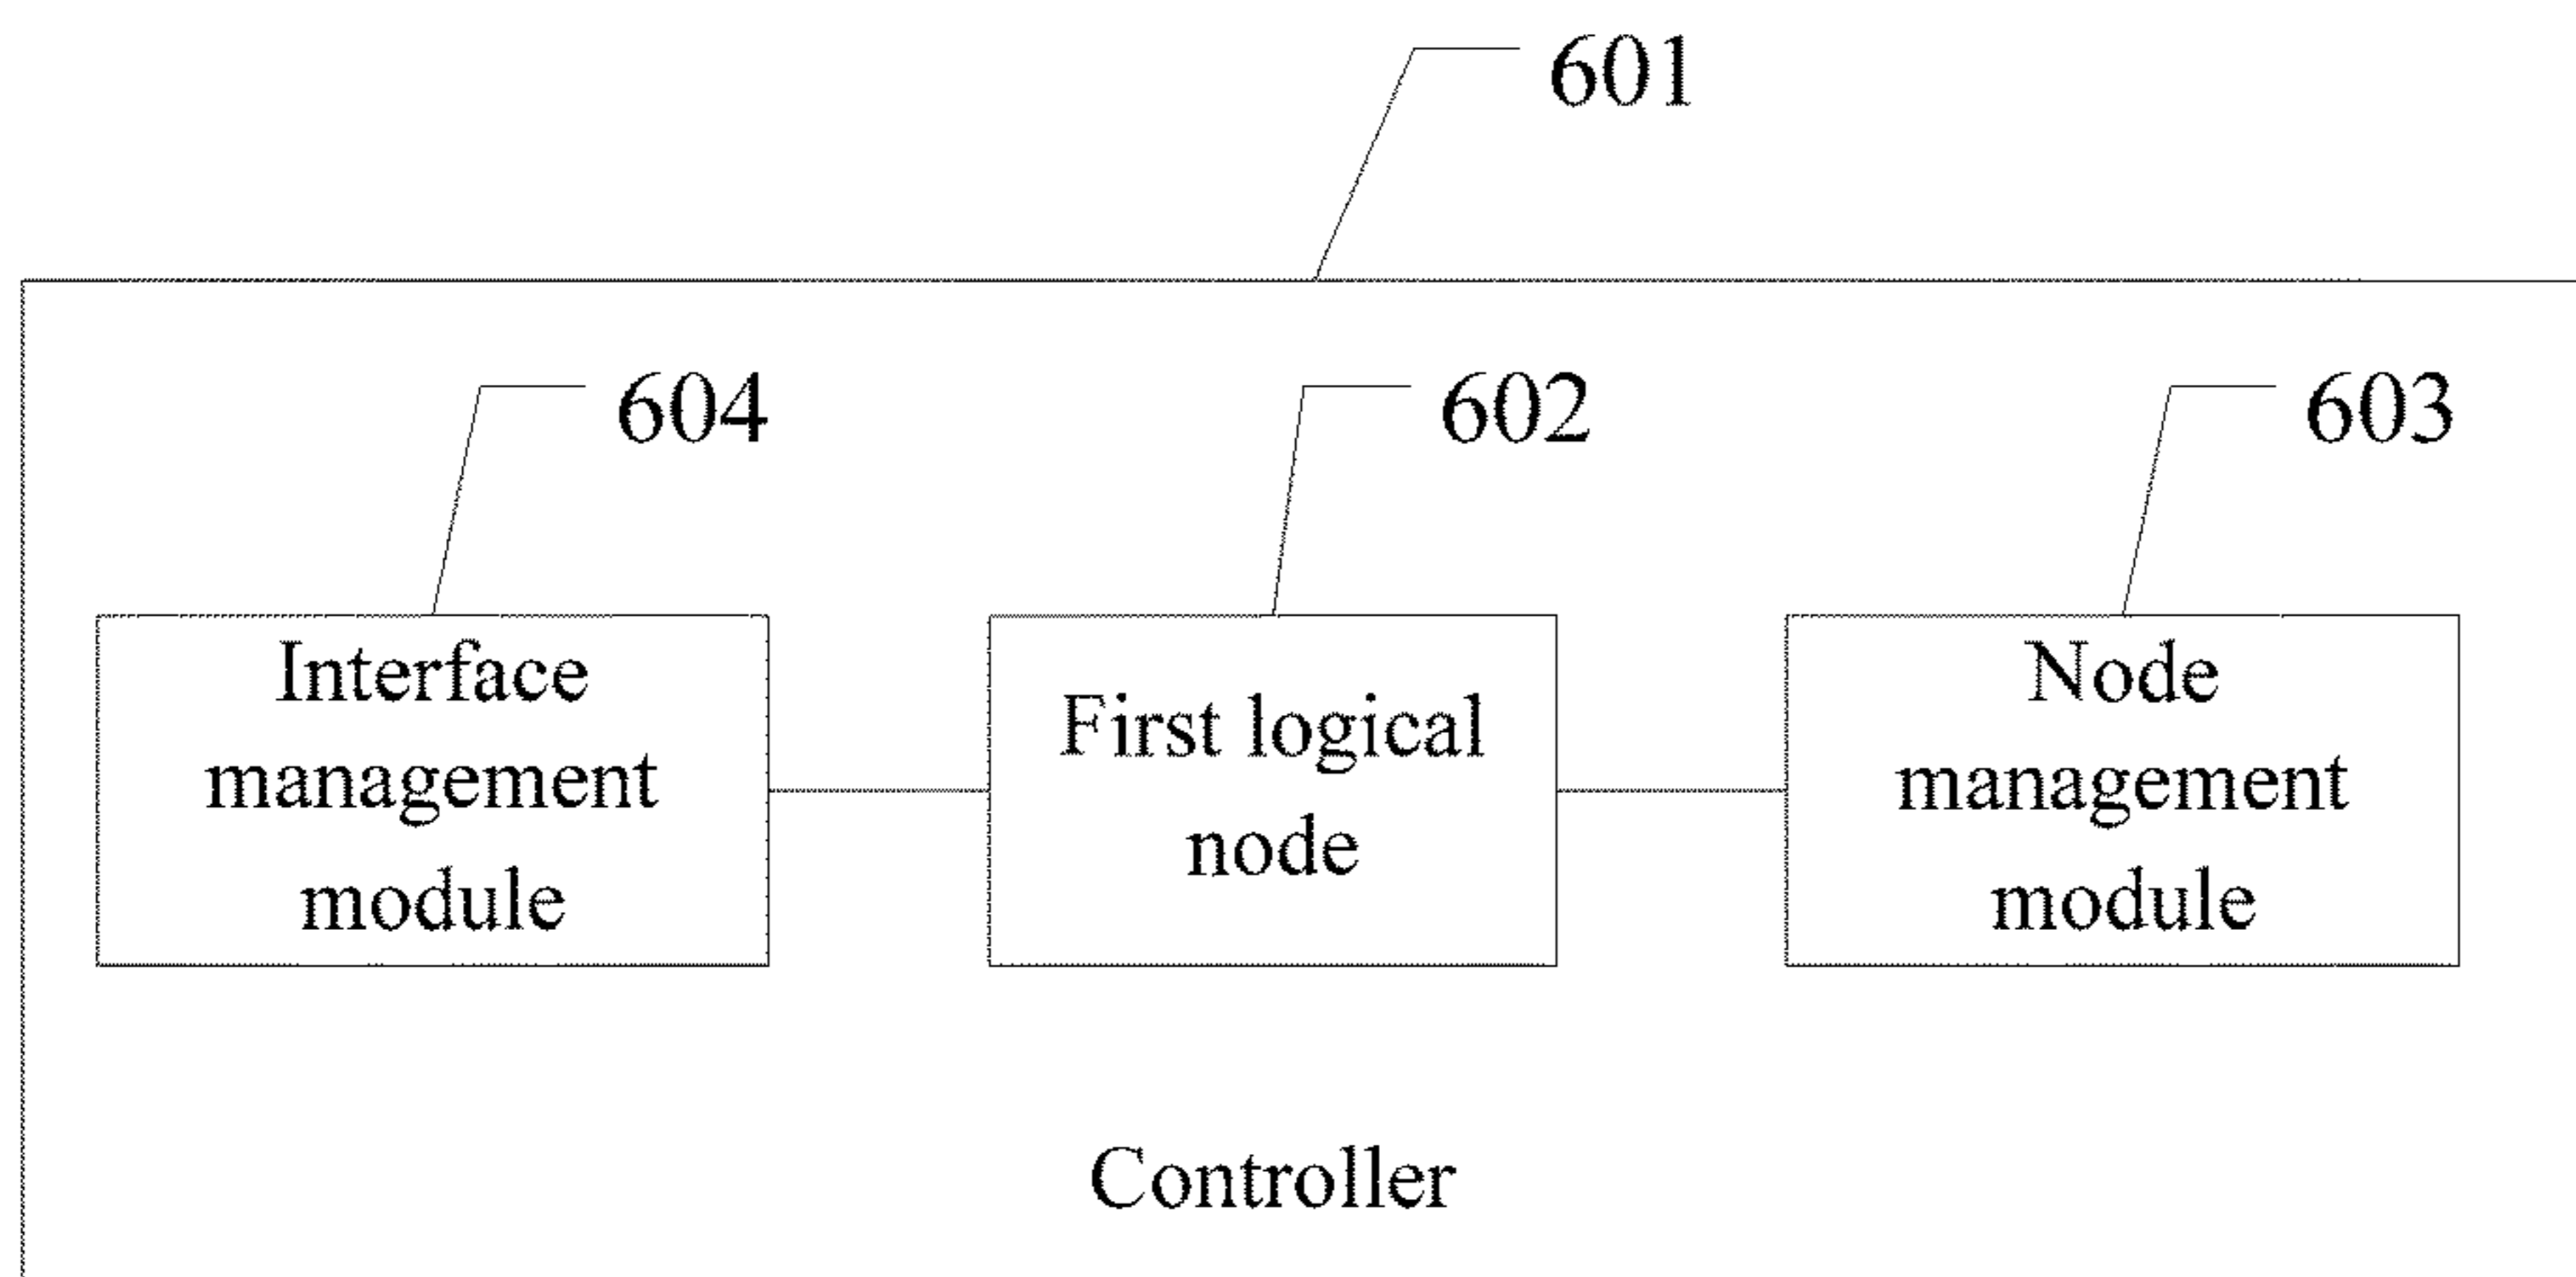 601
604
602
603
Interface
management
module
First logical
node
Node
management
module
Controller